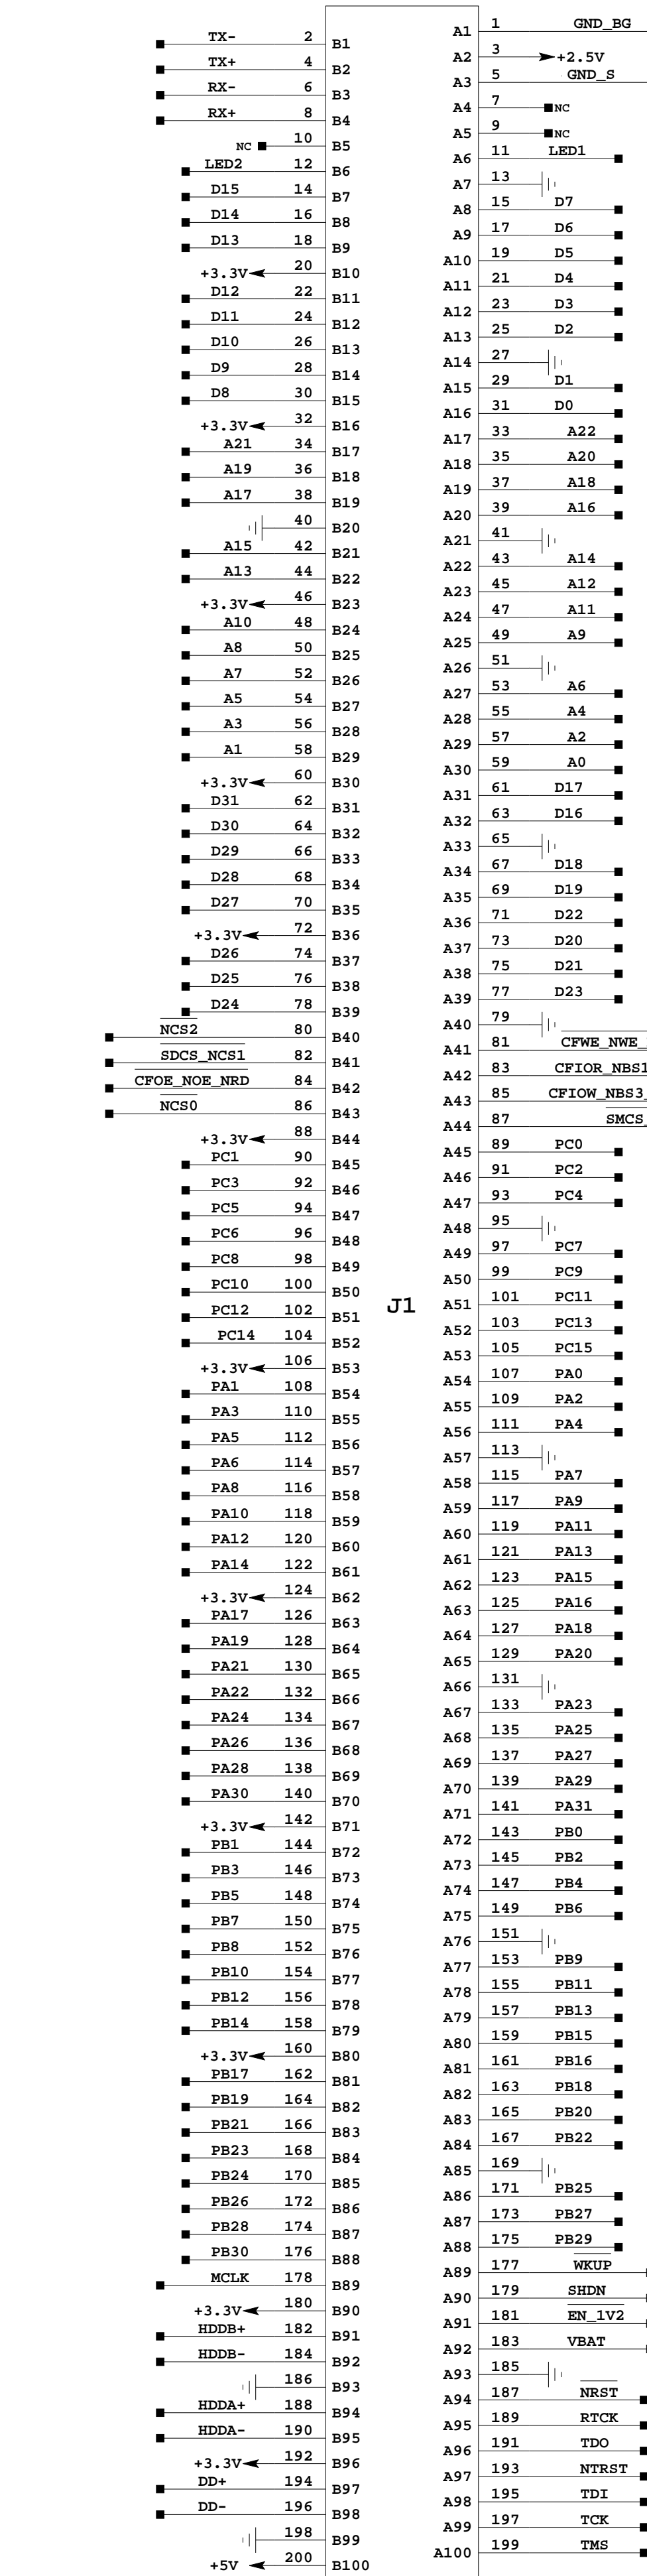 TX- 2 B1
TX+ 4 B2
RX- 6 B3
RX+ 8 B4
NC 10 B5
LED2 12 B6
D15 14 B7
D14 16 B8
D13 18 B9
+3.3V 20 B10
D12 22 B11
D11 24 B12
D10 26 B13
D9 28 B14
D8 30 B15
+3.3V 32 B16
A21 34 B17
A19 36 B18
A17 38 B19
40 B20
A15 42 B21
A13 44 B22
+3.3V 46 B23
A10 48 B24
A8 50 B25
A7 52 B26
A5 54 B27
A3 56 B28
A1 58 B29
+3.3V 60 B30
D31 62 B31
D30 64 B32
D29 66 B33
D28 68 B34
D27 70 B35
+3.3V 72 B36
D26 74 B37
D25 76 B38
D24 78 B39
NCS2 80 B40
SDCS_NCS1 82 B41
CFOE_NOE_NRD 84 B42
NCS0 86 B43
+3.3V 88 B44
PC1 90 B45
PC3 92 B46
PC5 94 B47
PC6 96 B48
PC8 98 B49
PC10 100 B50
PC12 102 B51
PC14 104 B52
+3.3V 106 B53
PA1 108 B54
PA3 110 B55
PA5 112 B56
PA6 114 B57
PA8 116 B58
PA10 118 B59
PA12 120 B60
PA14 122 B61
+3.3V 124 B62
PA17 126 B63
PA19 128 B64
PA21 130 B65
PA22 132 B66
PA24 134 B67
PA26 136 B68
PA28 138 B69
PA30 140 B70
+3.3V 142 B71
PB1 144 B72
PB3 146 B73
PB5 148 B74
PB7 150 B75
PB8 152 B76
PB10 154 B77
PB12 156 B78
PB14 158 B79
+3.3V 160 B80
PB17 162 B81
PB19 164 B82
PB21 166 B83
PB23 168 B84
PB24 170 B85
PB26 172 B86
PB28 174 B87
PB30 176 B88
MCLK 178 B89
+3.3V 180 B90
HDDB+ 182 B91
HDDB- 184 B92
186 B93
HDDA+ 188 B94
HDDA- 190 B95
+3.3V 192 B96
DD+ 194 B97
DD- 196 B98
198 B99
+5V 200 B100
J1
A1 1 GND_BG
A2 3 +2.5V
A3 5 GND_S
A4 7 NC
A5 9 NC
A6 11 LED1
A7 13
A8 15 D7
A9 17 D6
A10 19 D5
A11 21 D4
A12 23 D3
A13 25 D2
A14 27
A15 29 D1
A16 31 D0
A17 33 A22
A18 35 A20
A19 37 A18
A20 39 A16
A21 41
A22 43 A14
A23 45 A12
A24 47 A11
A25 49 A9
A26 51
A27 53 A6
A28 55 A4
A29 57 A2
A30 59 A0
A31 61 D17
A32 63 D16
A33 65
A34 67 D18
A35 69 D19
A36 71 D22
A37 73 D20
A38 75 D21
A39 77 D23
A40 79
A41 81 CFWE_NWE_
A42 83 CFIOR_NBS1
A43 85 CFIOW_NBS3_
A44 87 SMCS_
A45 89 PC0
A46 91 PC2
A47 93 PC4
A48 95
A49 97 PC7
A50 99 PC9
A51 101 PC11
A52 103 PC13
A53 105 PC15
A54 107 PA0
A55 109 PA2
A56 111 PA4
A57 113
A58 115 PA7
A59 117 PA9
A60 119 PA11
A61 121 PA13
A62 123 PA15
A63 125 PA16
A64 127 PA18
A65 129 PA20
A66 131
A67 133 PA23
A68 135 PA25
A69 137 PA27
A70 139 PA29
A71 141 PA31
A72 143 PB0
A73 145 PB2
A74 147 PB4
A75 149 PB6
A76 151
A77 153 PB9
A78 155 PB11
A79 157 PB13
A80 159 PB15
A81 161 PB16
A82 163 PB18
A83 165 PB20
A84 167 PB22
A85 169
A86 171 PB25
A87 173 PB27
A88 175 PB29
A89 177 WKUP
A90 179 SHDN
A91 181 EN_1V2
A92 183 VBAT
A93 185
A94 187 NRST
A95 189 RTCK
A96 191 TDO
A97 193 NTRST
A98 195 TDI
A99 197 TCK
A100 199 TMS